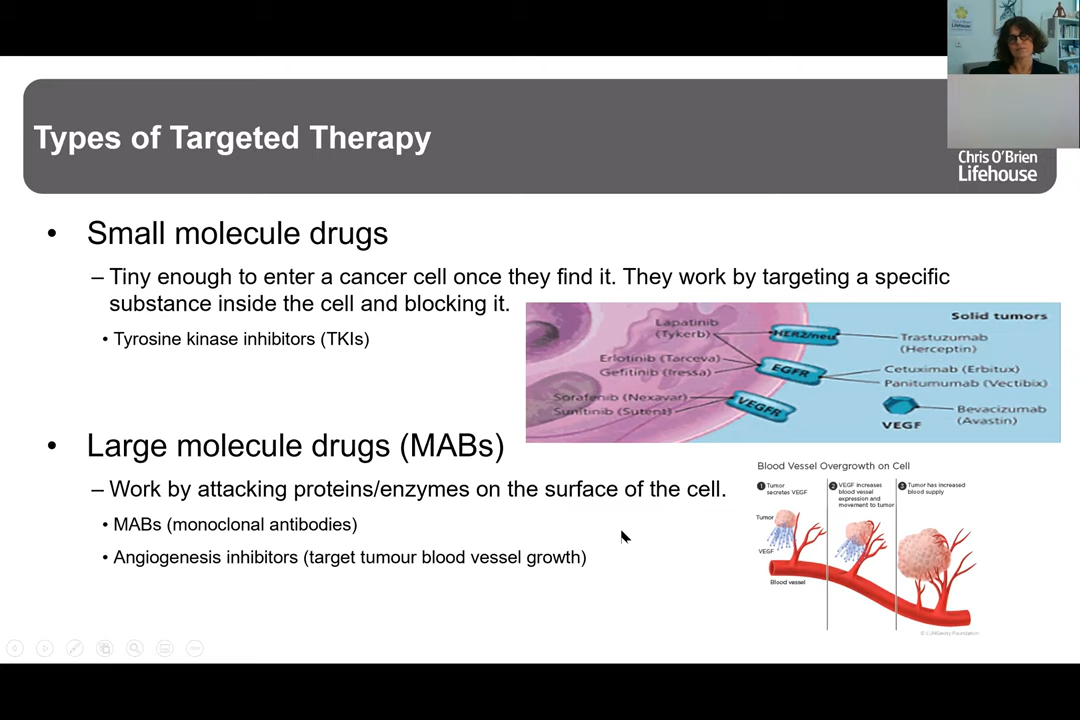 Types of Targeted Therapy
Chris O'Brien
Lifehouse
• Small molecule drugs
– Tiny enough to enter a cancer cell once they find it. They work by targeting a specific
substance inside the cell and blocking it.
• Tyrosine kinase inhibitors (TKIs)
Solid tumors
Lapatinib
(Tykerb)
HER2/neu
Trastuzumab
(Herceptin)
Erlotinib (Tarceva)
Gefitinib (Iressa)
EGFR
Cetuximab (Erbitux)
Panitumumab (Vectibix)
Sorafenib (Nexavar)
Sunitinib (Sutent)
VEGFR
VEGF
Bevacizumab
(Avastin)
• Large molecule drugs (MABs)
– Work by attacking proteins/enzymes on the surface of the cell.
• MABs (monoclonal antibodies)
• Angiogenesis inhibitors (target tumour blood vessel growth)
Blood Vessel Overgrowth on Cell
1 Tumor
secretes VEGF
2 VEGF increases
blood vessel
expression and
movement to tumor
3 Tumor has increased
blood supply
Tumor
VEGF
Blood vessel
© LUNGevity Foundation